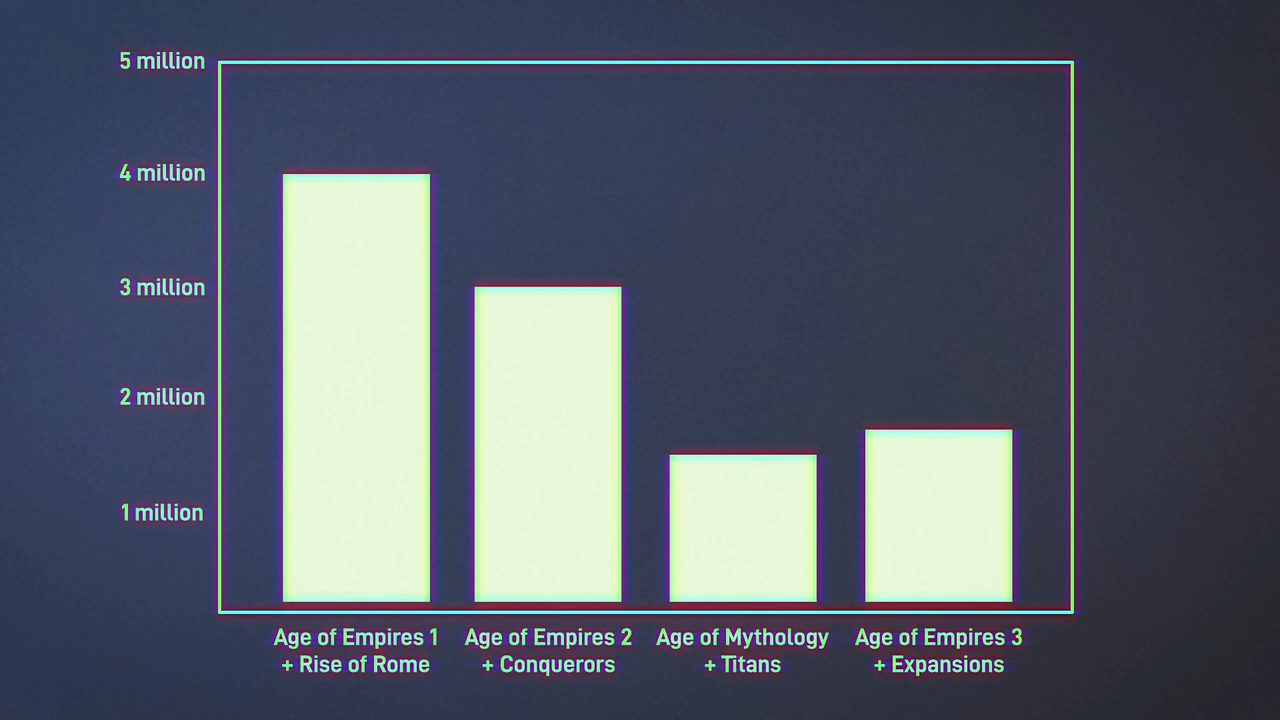 5 million
4 million
3 million
2 million
1 million
Age of Empires 1
+ Rise of Rome
Age of Empires 2
+ Conquerors
Age of Mythology
+ Titans
Age of Empires 3
+ Expansions